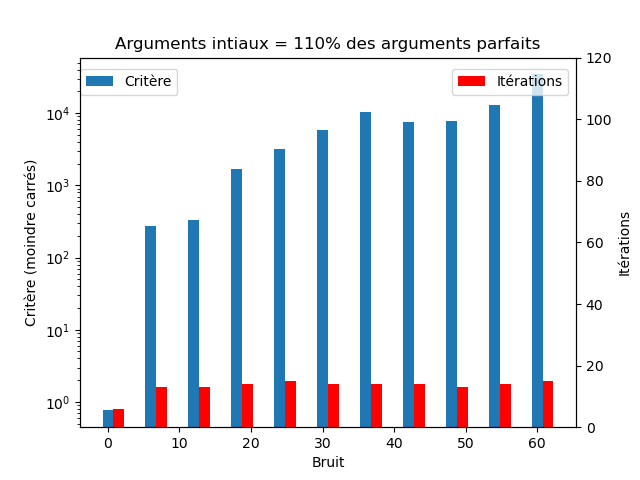 Arguments intiaux = 110% des arguments parfaits
Critère
Itérations
Critère (moindre carrés)
10⁴
10³
10²
10¹
10⁰
120
100
80
60
40
20
0
Itérations
0 10 20 30 40 50 60
Bruit